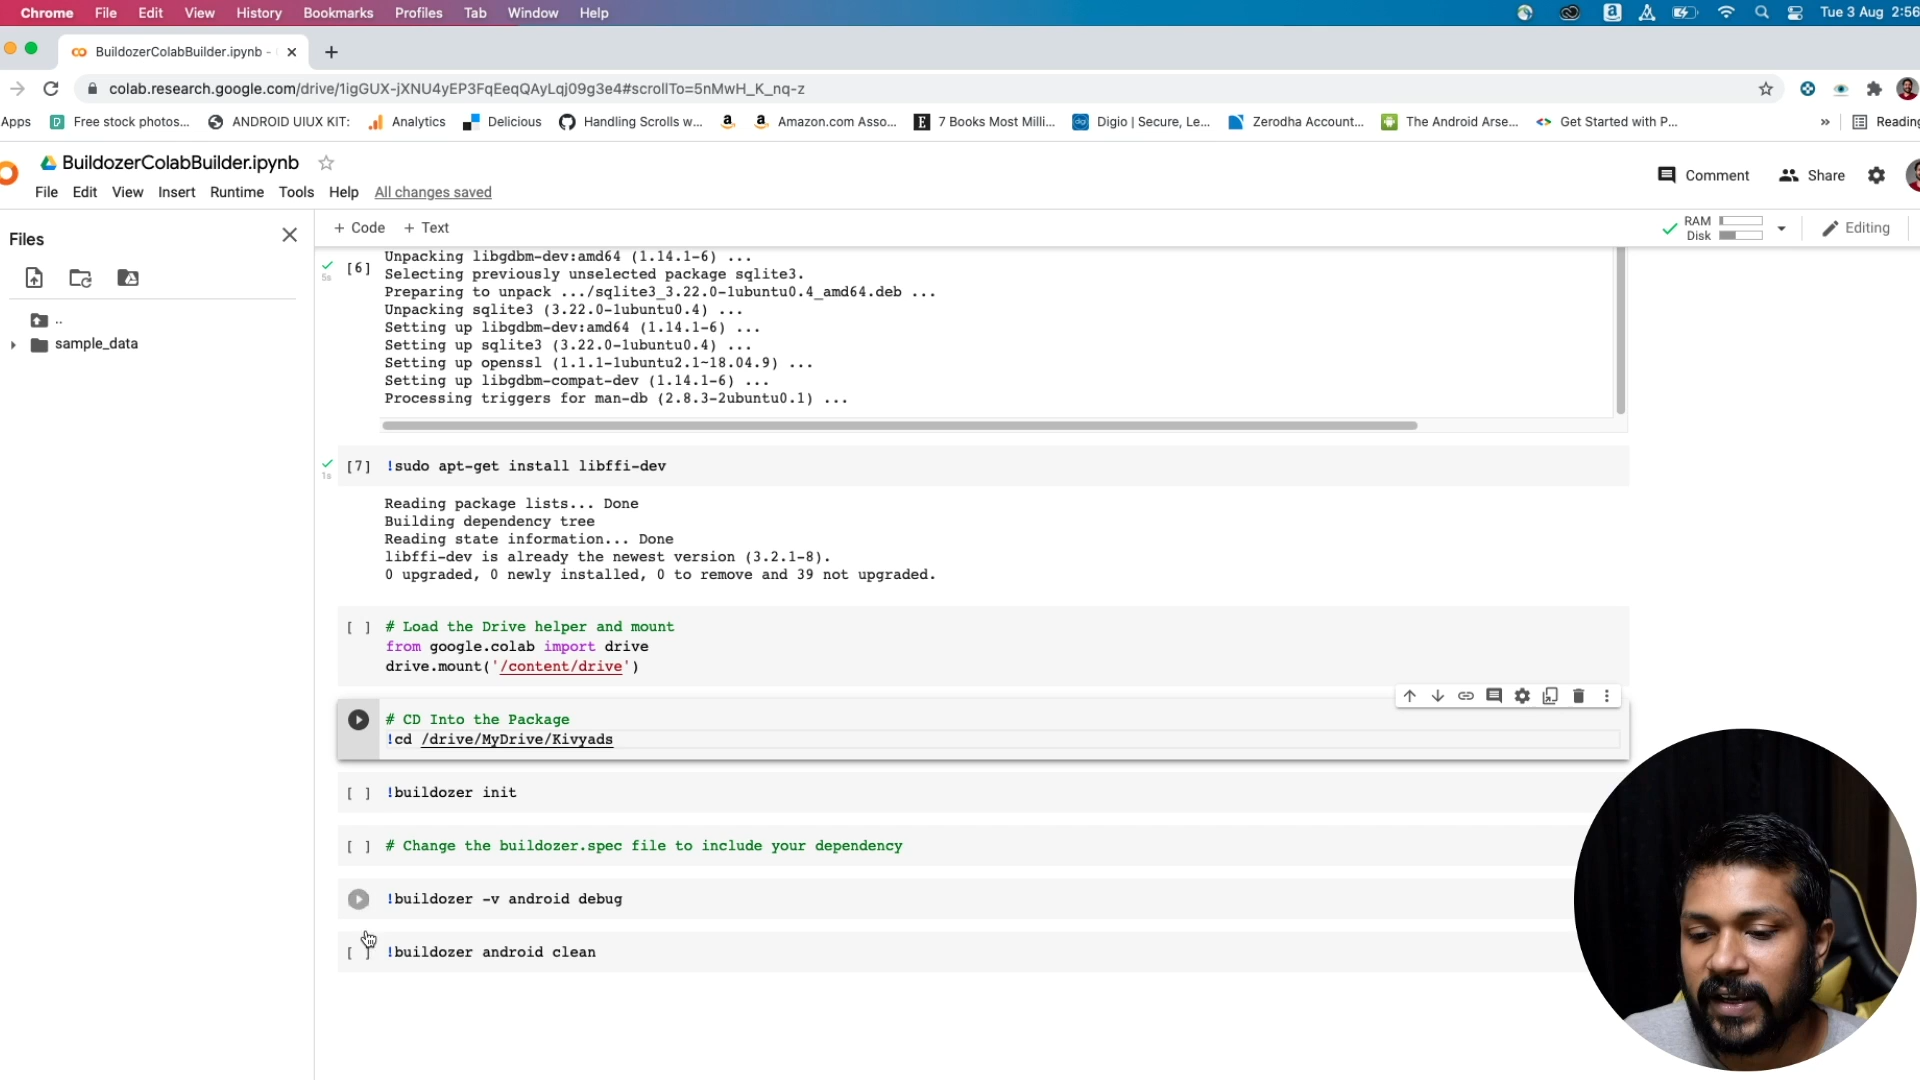 Chrome File Edit View History Bookmarks Profiles Tab Window Help Tue 3 Aug 2:56
BuildozerColabBuilder.ipynb -
colab.research.google.com/drive/1igGUX-jXNU4yEP3FqEeqQAyLqj09g3e4#scrollTo=5nMwH_K_nq-z
Apps Free stock photos... ANDROID UIUX KIT: Analytics Delicious Handling Scrolls w... Amazon.com Asso... 7 Books Most Milli... Digio | Secure, Le... Zerodha Account... The Android Arse... Get Started with P... » Reading
BuildozerColabBuilder.ipynb
Comment Share
File Edit View Insert Runtime Tools Help All changes saved
Files
+ Code + Text
RAM
Disk
Editing
..
sample_data
[6]
5s
Unpacking libgdbm-dev:amd64 (1.14.1-6) ...
Selecting previously unselected package sqlite3.
Preparing to unpack .../sqlite3_3.22.0-1ubuntu0.4_amd64.deb ...
Unpacking sqlite3 (3.22.0-1ubuntu0.4) ...
Setting up libgdbm-dev:amd64 (1.14.1-6) ...
Setting up sqlite3 (3.22.0-1ubuntu0.4) ...
Setting up openssl (1.1.1-1ubuntu2.1~18.04.9) ...
Setting up libgdbm-compat-dev (1.14.1-6) ...
Processing triggers for man-db (2.8.3-2ubuntu0.1) ...
[7] !sudo apt-get install libffi-dev
1s
Reading package lists... Done
Building dependency tree
Reading state information... Done
libffi-dev is already the newest version (3.2.1-8).
0 upgraded, 0 newly installed, 0 to remove and 39 not upgraded.
[ ] # Load the Drive helper and mount
from google.colab import drive
drive.mount('/content/drive')
# CD Into the Package
!cd /drive/MyDrive/Kivyads
[ ] !buildozer init
[ ] # Change the buildozer.spec file to include your dependency
!buildozer -v android debug
[ ] !buildozer android clean